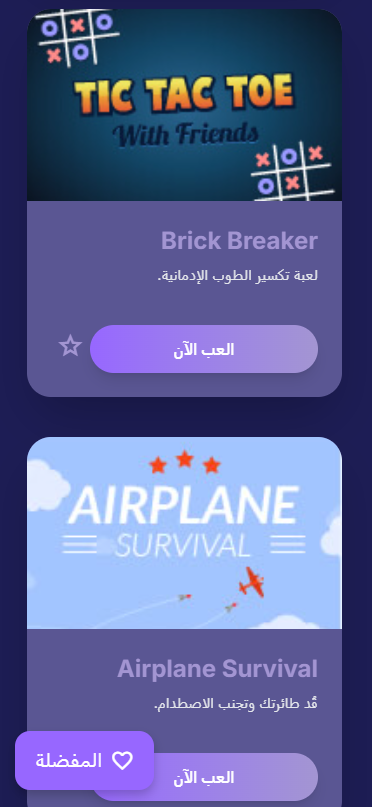 TIC TAC TOE
With Friends
Brick Breaker
لعبة تكسير الطوب الإدمانية.
العب الآن
AIRPLANE
SURVIVAL
Airplane Survival
قُد طائرتك وتجنب الاصطدام.
العب الآن
المفضلة